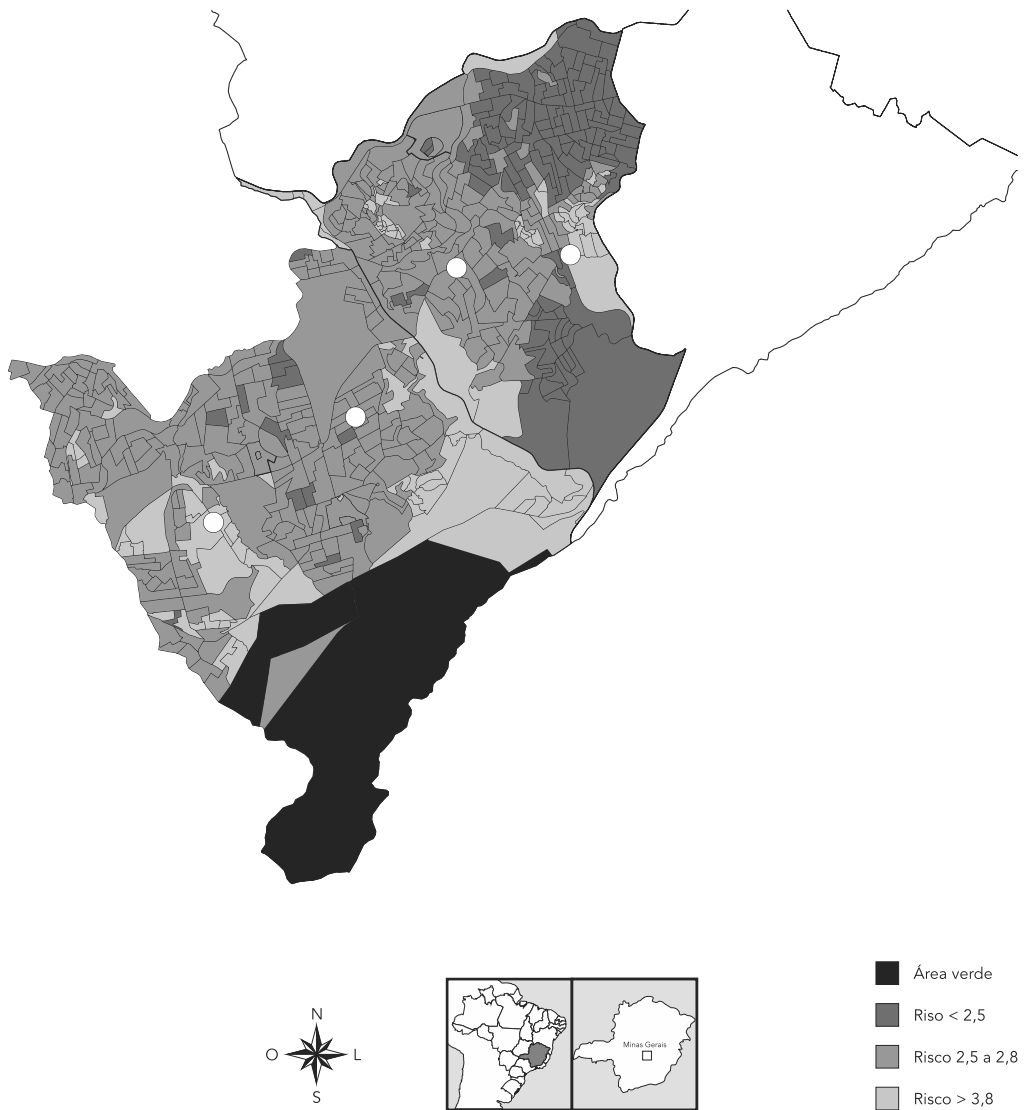 N
O
L
S
Minas Gerais
Área verde
Riso < 2,5
Risco 2,5 a 2,8
Risco > 3,8